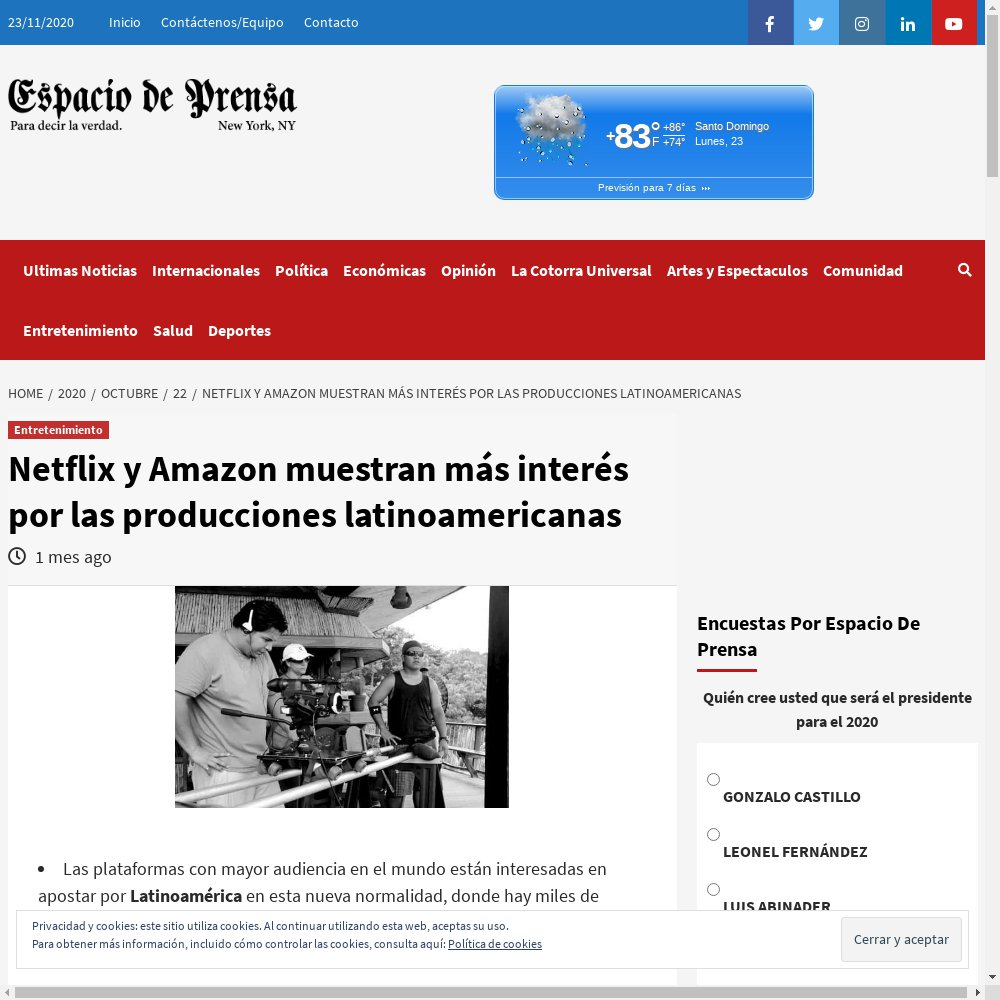 23/11/2020 Inicio Contáctenos/Equipo Contacto
Espacio de Prensa
Para decir la verdad. New York, NY
+83° F +86° +74° Santo Domingo Lunes, 23
Previsión para 7 días
Ultimas Noticias Internacionales Política Económicas Opinión La Cotorra Universal Artes y Espectaculos Comunidad
Entretenimiento Salud Deportes
HOME / 2020 / OCTUBRE / 22 / NETFLIX Y AMAZON MUESTRAN MÁS INTERÉS POR LAS PRODUCCIONES LATINOAMERICANAS
Entretenimiento
Netflix y Amazon muestran más interés
por las producciones latinoamericanas
1 mes ago
• Las plataformas con mayor audiencia en el mundo están interesadas en
apostar por Latinoamérica en esta nueva normalidad, donde hay miles de
Encuestas Por Espacio De
Prensa
Quién cree usted que será el presidente
para el 2020
GONZALO CASTILLO
LEONEL FERNÁNDEZ
LUIS ABINADER
Privacidad y cookies: este sitio utiliza cookies. Al continuar utilizando esta web, aceptas su uso.
Para obtener más información, incluido cómo controlar las cookies, consulta aquí: Política de cookies
Cerrar y aceptar